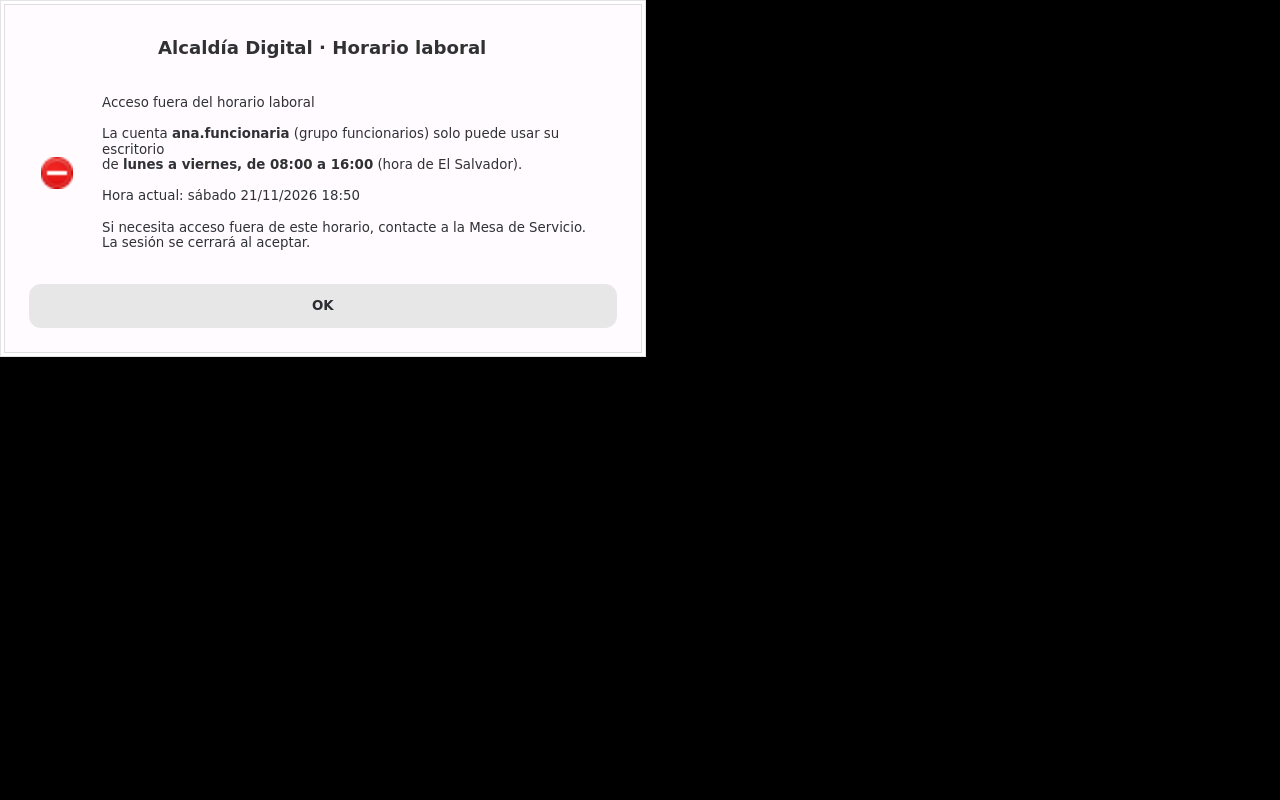 Alcaldía Digital · Horario laboral
Acceso fuera del horario laboral
La cuenta ana.funcionaria (grupo funcionarios) solo puede usar su
escritorio
de lunes a viernes, de 08:00 a 16:00 (hora de El Salvador).
Hora actual: sábado 21/11/2026 18:50
Si necesita acceso fuera de este horario, contacte a la Mesa de Servicio.
La sesión se cerrará al aceptar.
OK